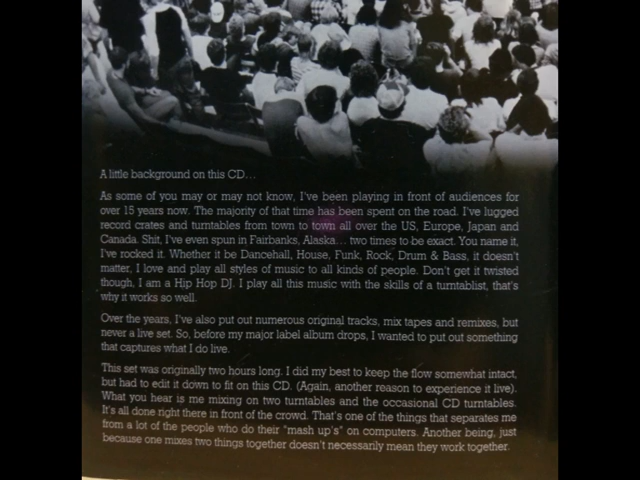 A little background on this CD...
As some of you may or may not know, I've been playing in front of audiences for
over 15 years now. The majority of that time has been spent on the road. I've lugged
record crates and turntables from town to town all over the US, Europe, Japan and
Canada. Shit, I've even spun in Fairbanks, Alaska... two times to be exact. You name it,
I've rocked it. Whether it be Dancehall, House, Funk, Rock, Drum & Bass, it doesn't
matter, I love and play all styles of music to all kinds of people. Don't get it twisted
though, I am a Hip Hop DJ. I play all this music with the skills of a turntablist, that's
why it works so well.
Over the years, I've also put out numerous original tracks, mix tapes and remixes, but
never a live set. So, before my major label album drops, I wanted to put out something
that captures what I do live.
This set was originally two hours long. I did my best to keep the flow somewhat intact,
but had to edit it down to fit on this CD. (Again, another reason to experience it live).
What you hear is me mixing on two turntables and the occasional CD turntables.
It's all done right there in front of the crowd. That's one of the things that separates me
from a lot of the people who do their "mash up's" on computers. Another being, just
because one mixes two things together doesn't necessarily mean they work together.